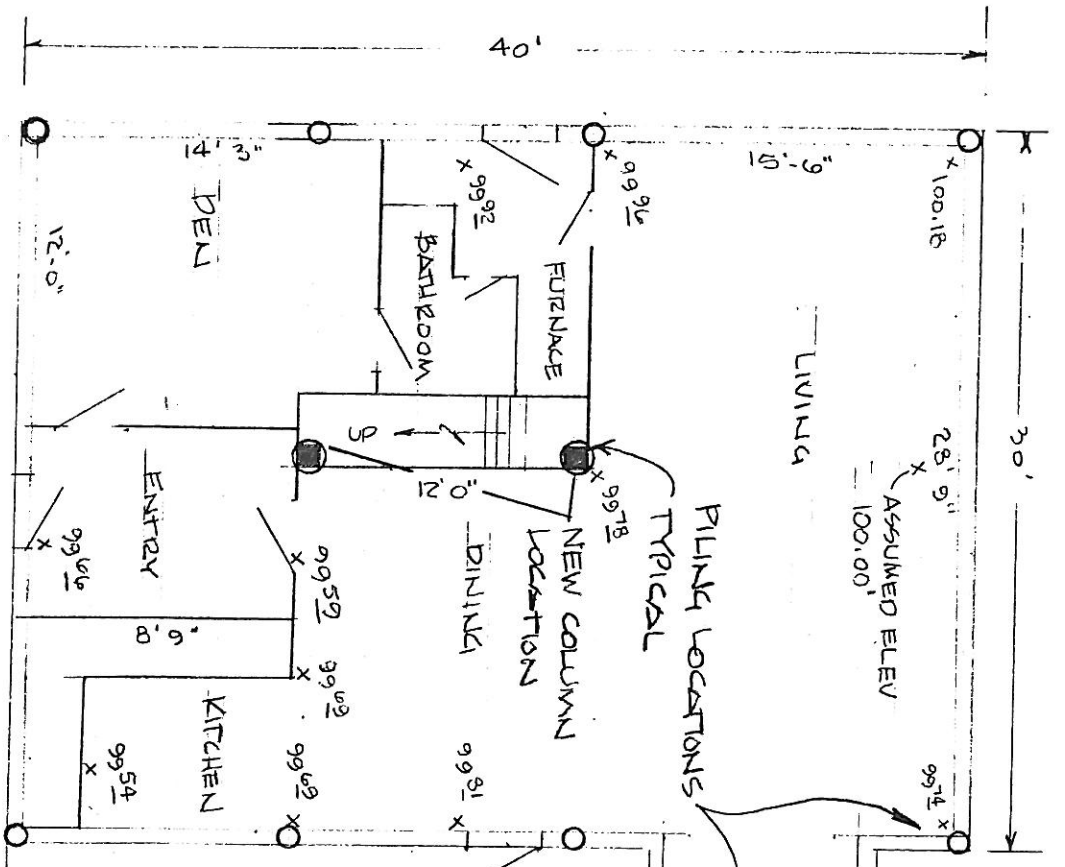 40'
14' 3"
15'-6"
DEN
12'-0"
99 92
99 96
100.18
BATHROOM
FURNACE
LIVING
30'
28' 9"
ASSUMED ELEV
100.00'
UP
12' 0"
99 78
PILING LOCATIONS
TYPICAL
NEW COLUMN
LOCATION
DINING
ENTRY
99 66
99 59
8' 9"
99 69
KITCHEN
99 54
99 69
99 81
99 74